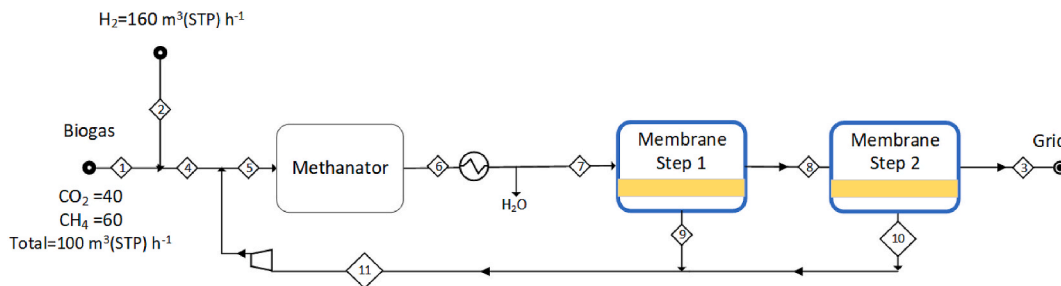 H₂=160 m³(STP) h⁻¹
2
Biogas
1
4
5
Methanator
6
7
H₂O
Membrane
Step 1
8
Membrane
Step 2
3
Grid
CO₂ =40
CH₄ =60
Total=100 m³(STP) h⁻¹
9
10
11